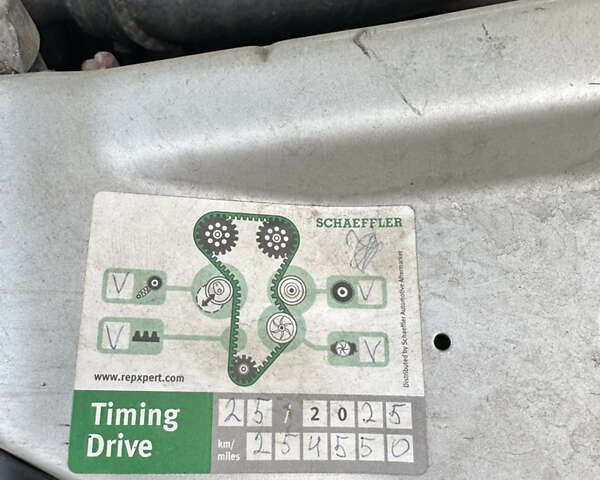 SCHAEFFLER
V V
V V
Distributed by Schaeffler Automotive Aftermarket
www.repxpert.com
Timing Drive
25 / 2025
km/miles 254550